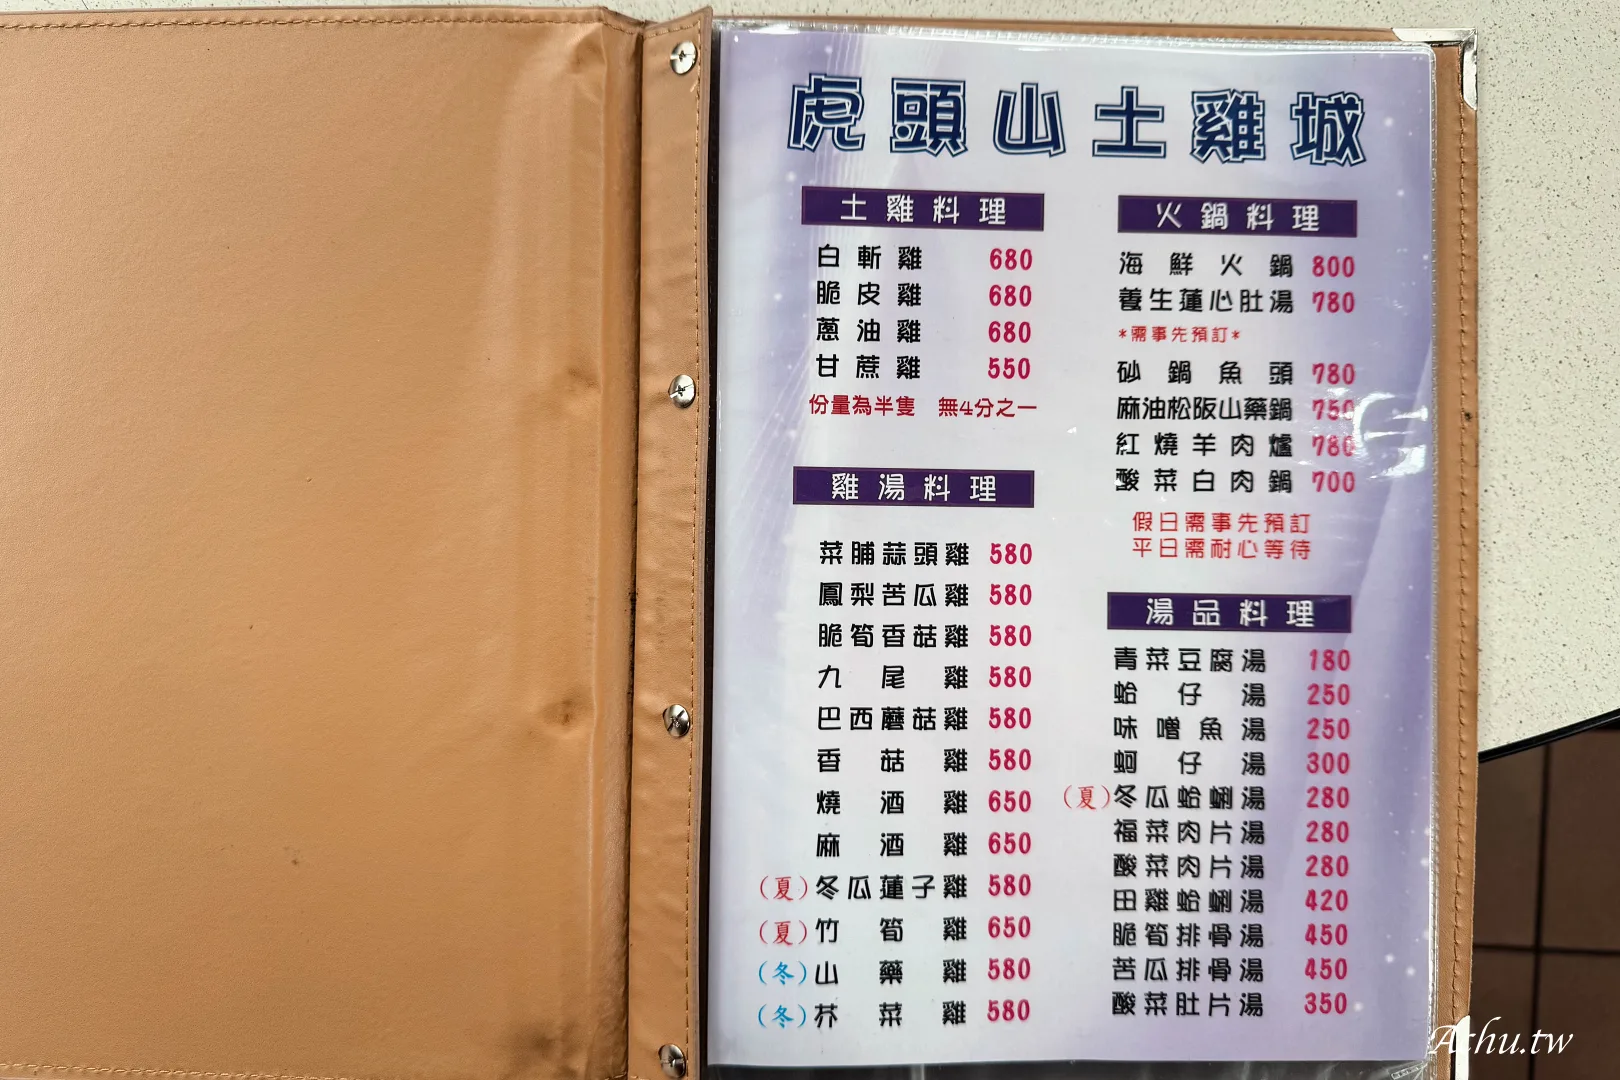 虎頭山土雞城
土雞料理
白斬雞 680
脆皮雞 680
蔥油雞 680
甘蔗雞 550
份量為半隻 無4分之一
雞湯料理
菜脯蒜頭雞 580
鳳梨苦瓜雞 580
脆筍香菇雞 580
九尾雞 580
巴西蘑菇雞 580
香菇雞 580
燒酒雞 650
麻酒雞 650
(夏)冬瓜蓮子雞 580
(夏)竹筍雞 650
(冬)山藥雞 580
(冬)芥菜雞 580
火鍋料理
海鮮火鍋 800
養生蓮心肚湯 780
*需事先預訂*
砂鍋魚頭 780
麻油松阪山藥鍋 750
紅燒羊肉爐 780
酸菜白肉鍋 700
假日需事先預訂
平日需耐心等待
湯品料理
青菜豆腐湯 180
蛤仔湯 250
味噌魚湯 250
蚵仔湯 300
(夏)冬瓜蛤蜊湯 280
福菜肉片湯 280
酸菜肉片湯 280
田雞蛤蜊湯 420
脆筍排骨湯 450
苦瓜排骨湯 450
酸菜肚片湯 350
Achu.tw